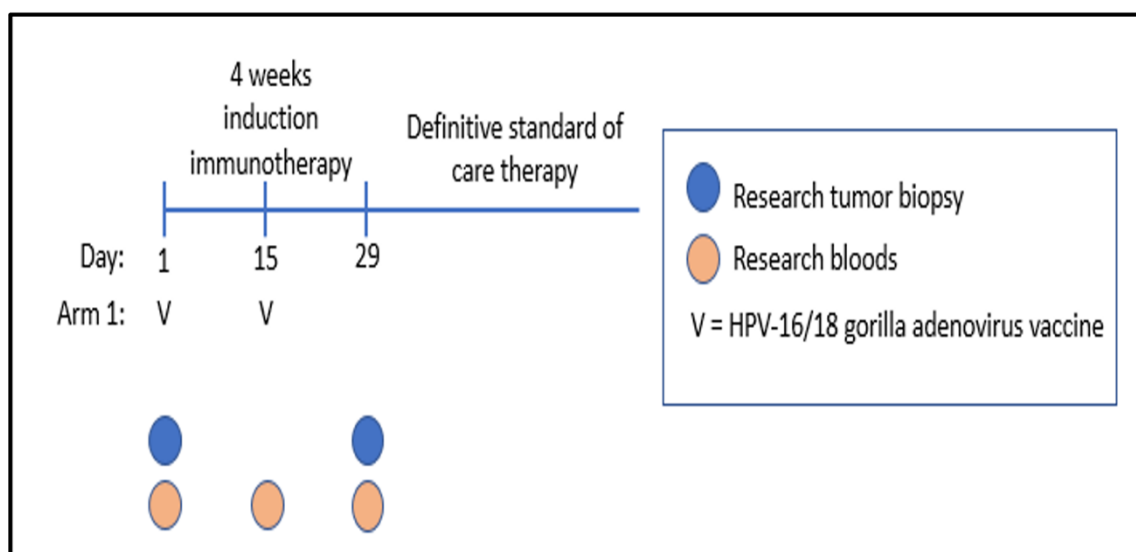 4 weeks
induction
immunotherapy
Definitive standard of
care therapy
Day: 1 15 29
Arm 1: V V
Research tumor biopsy
Research bloods
V = HPV-16/18 gorilla adenovirus vaccine